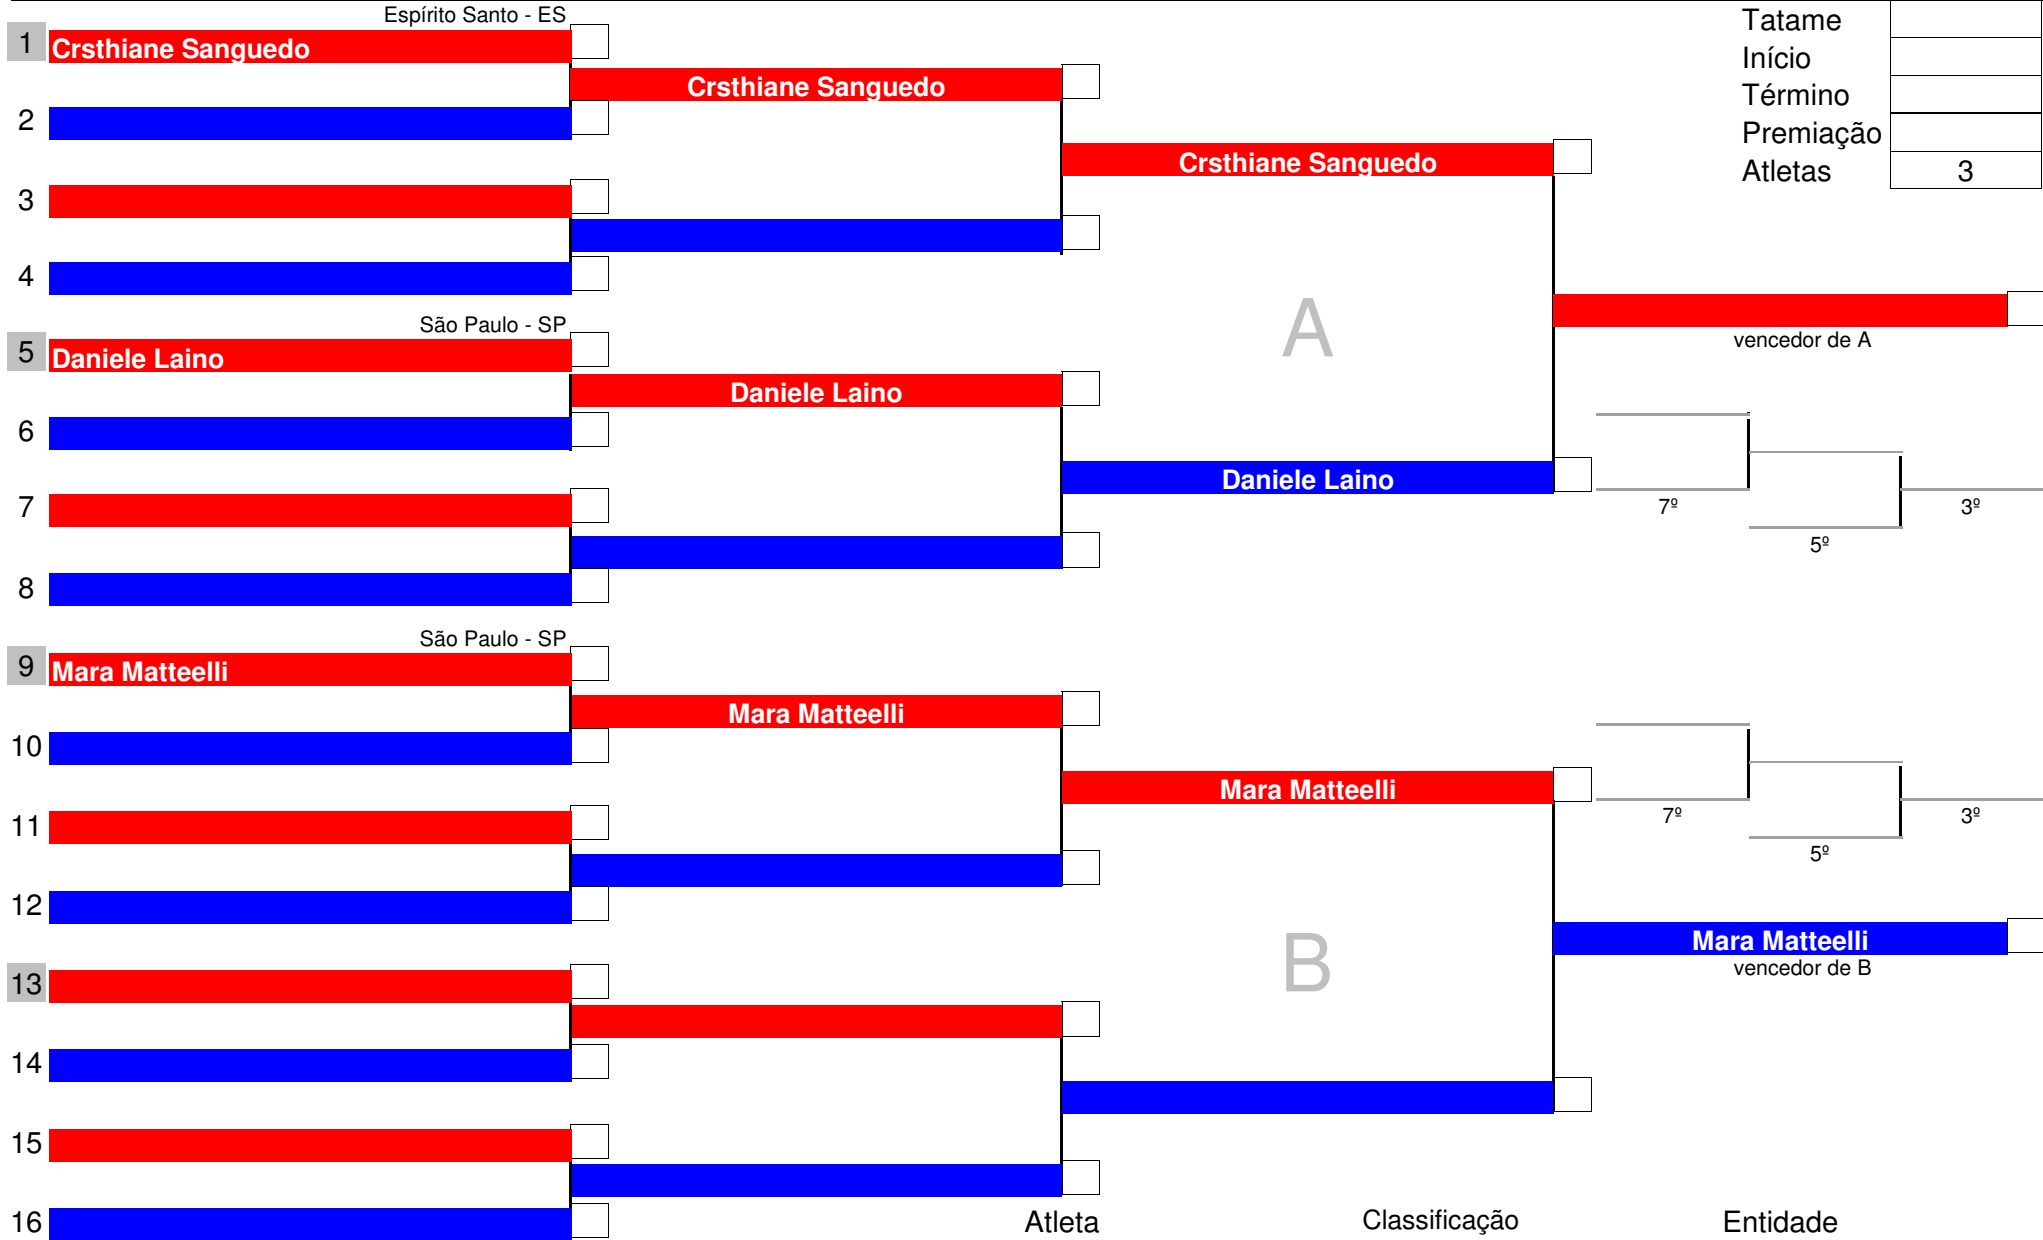 Espírito Santo - ES
1 Crsthiane Sanguedo
Crsthiane Sanguedo
2
Crsthiane Sanguedo
3
4
Tatame
Início
Término
Premiação
Atletas 3
São Paulo - SP
5 Daniele Laino
Daniele Laino
6
Daniele Laino
7
8
A
vencedor de A
7º
3º
5º
São Paulo - SP
9 Mara Matteelli
Mara Matteelli
10
Mara Matteelli
11
12
7º
3º
5º
B
Mara Matteelli
vencedor de B
13
14
15
16
Atleta Classificação Entidade